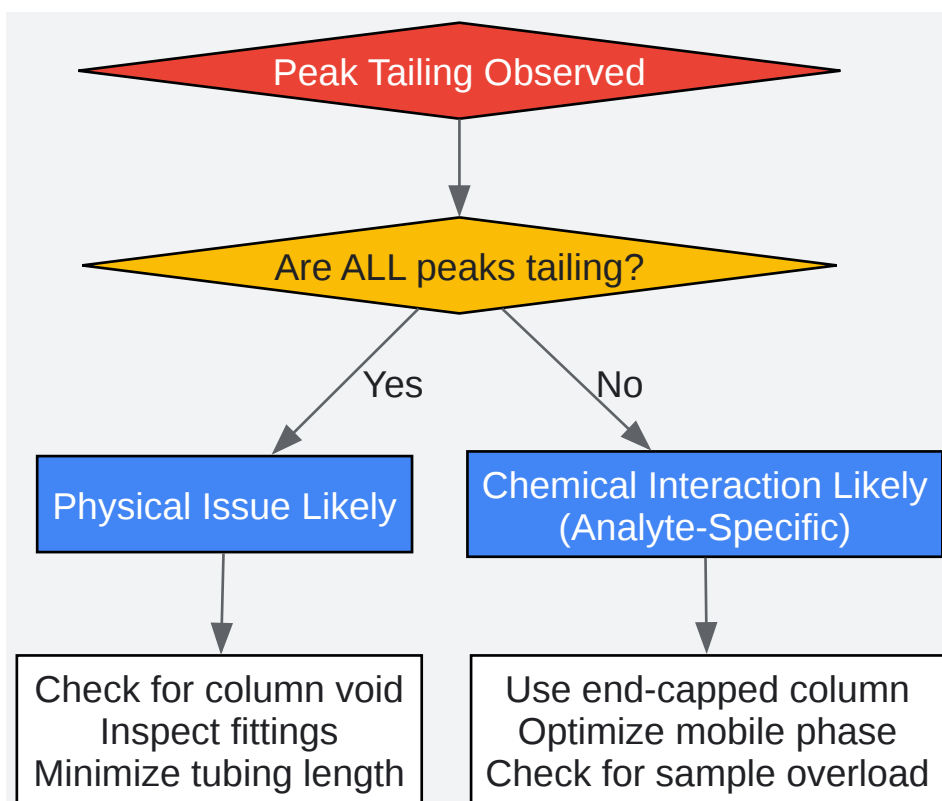 Peak Tailing Observed
Are ALL peaks tailing?
Yes
No
Physical Issue Likely
Chemical Interaction Likely
(Analyte-Specific)
Check for column void
Inspect fittings
Minimize tubing length
Use end-capped column
Optimize mobile phase
Check for sample overload